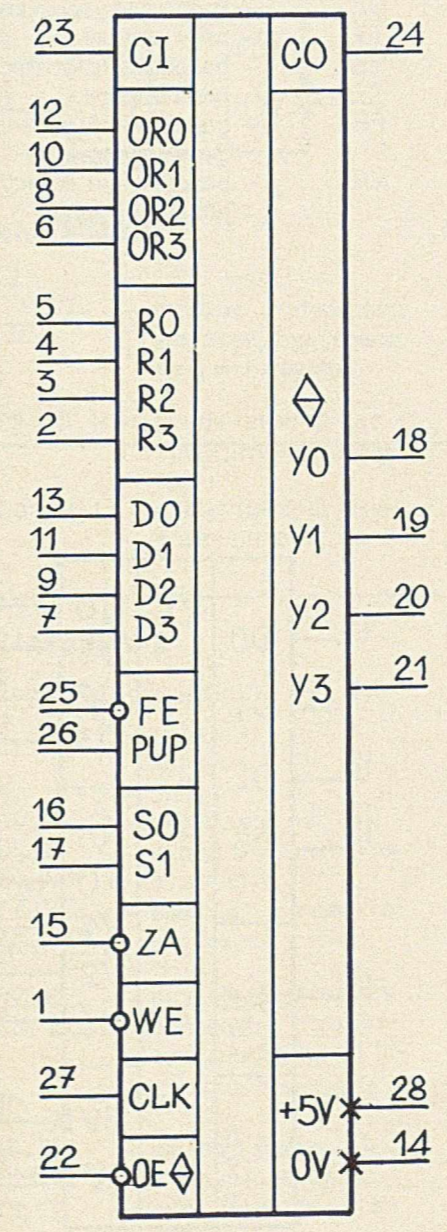 23 CI CO 24
12 OR0
10 OR1
8 OR2
6 OR3
5 R0
4 R1
3 R2
2 R3
Y0 18
13 D0
Y1 19
11 D1
9 D2
Y2 20
7 D3
Y3 21
25 FE
26 PUP
16 S0
17 S1
15 ZA
1 WE
27 CLK
+5V 28
0V 14
22 OE